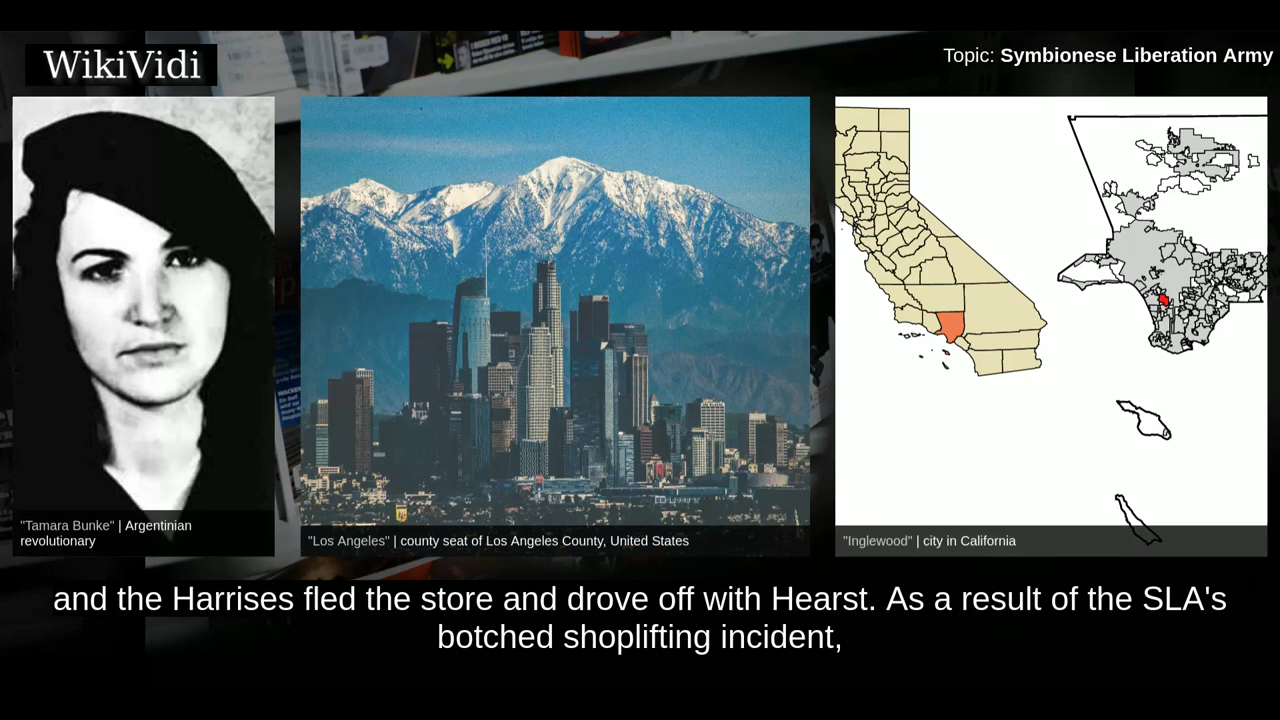 WikiVidi
Topic: Symbionese Liberation Army
"Tamara Bunke" | Argentinian
revolutionary
"Los Angeles" | county seat of Los Angeles County, United States
"Inglewood" | city in California
and the Harrises fled the store and drove off with Hearst. As a result of the SLA's
botched shoplifting incident,